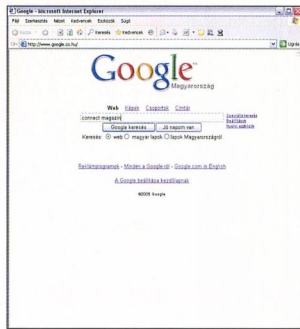 Google - Microsoft Internet Explorer
Fájl Szerkesztés Nézet Kedvencek Eszközök Súgó
Keresés Kedvencek
http://www.google.co.hu/
Ugrás
Google
Magyarország
Web Képek Csoportok Címtár
connect magazin
Google keresés Jó napom van
Keresés: web magyar lapok lapok Magyarországról
Reklámprogramok - Minden a Google-ról - Google.com in English
A Google beállítása kezdőlapnak
©2005 Google